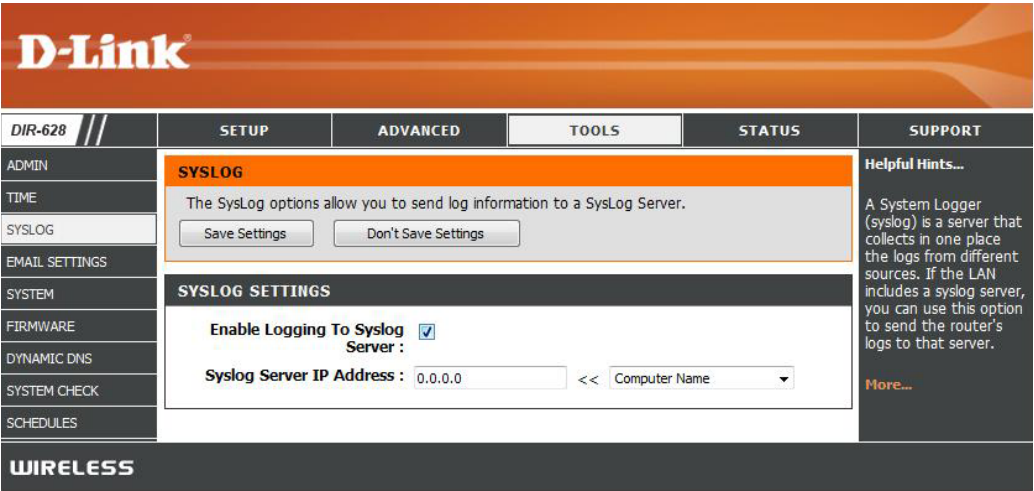 D-Link®
DIR-628
SETUP
ADVANCED
TOOLS
STATUS
SUPPORT
ADMIN
TIME
SYSLOG
EMAIL SETTINGS
SYSTEM
FIRMWARE
DYNAMIC DNS
SYSTEM CHECK
SCHEDULES
SYSLOG
The SysLog options allow you to send log information to a SysLog Server.
Save Settings
Don't Save Settings
SYSLOG SETTINGS
Enable Logging To Syslog
Server :
Syslog Server IP Address : 0.0.0.0 << Computer Name
Helpful Hints...
A System Logger
(syslog) is a server that
collects in one place
the logs from different
sources. If the LAN
includes a syslog server,
you can use this option
to send the router's
logs to that server.
More...
WIRELESS